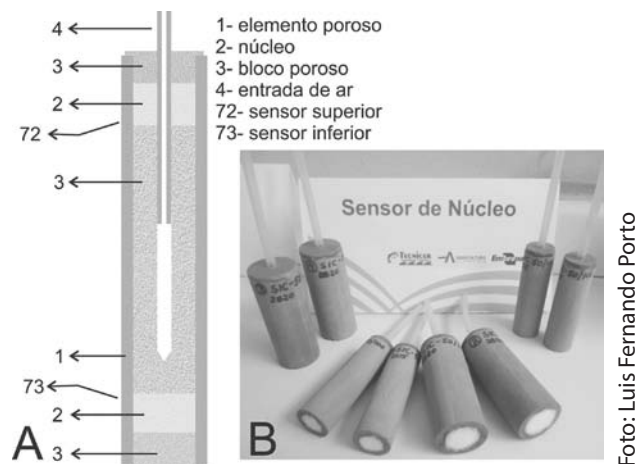 4
3
2
72
3
1
73
2
3
A
1- elemento poroso
2- núcleo
3- bloco poroso
4- entrada de ar
72- sensor superior
73- sensor inferior
Sensor de Núcleo
TECNICER
B
Foto: Luis Fernando Porto